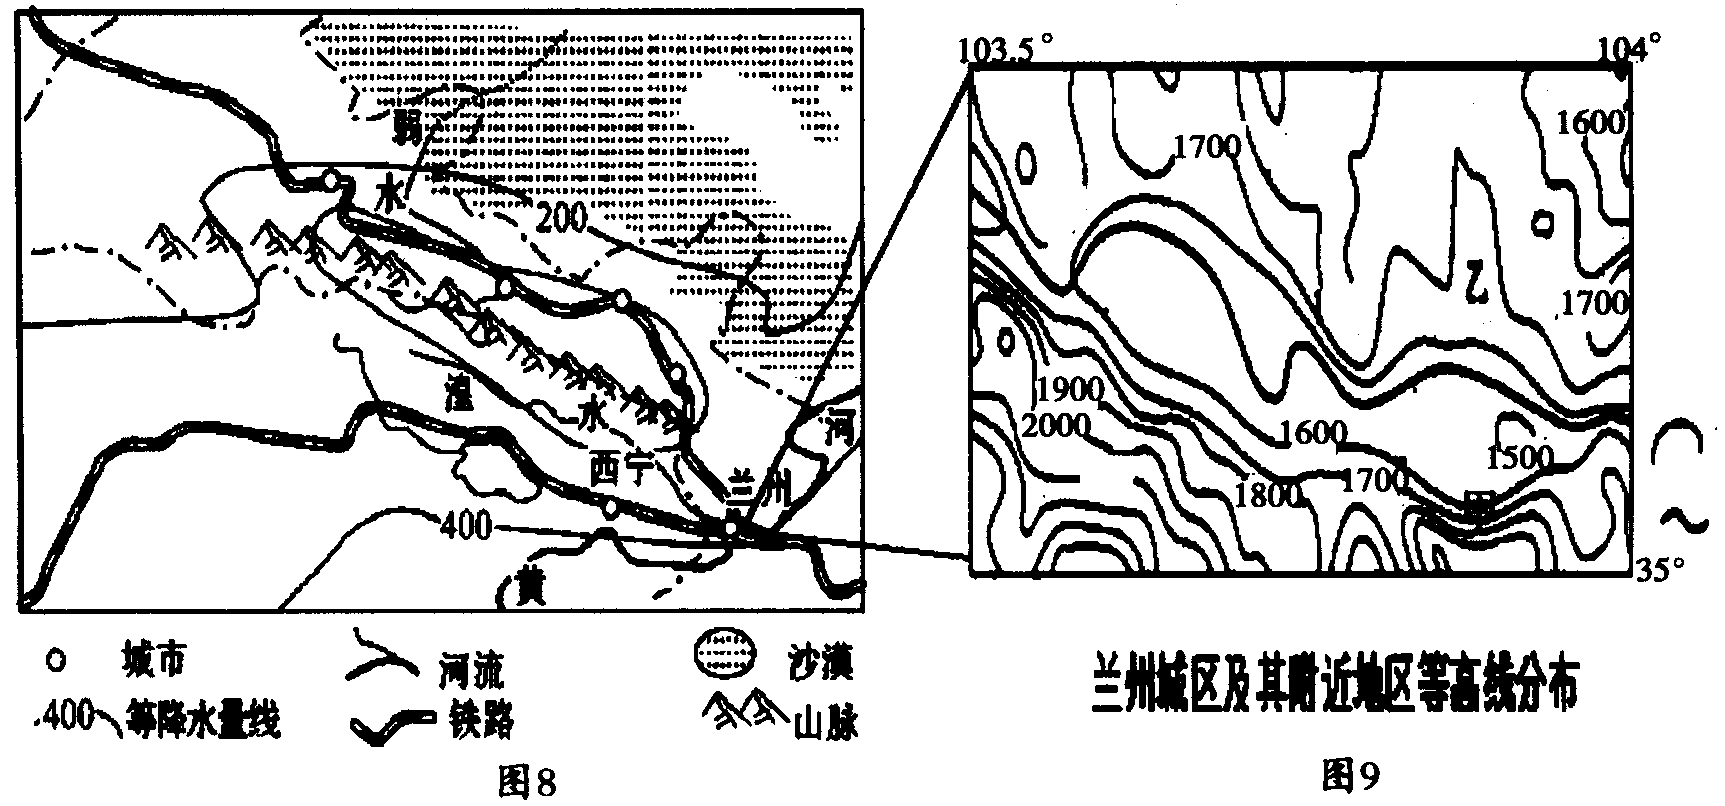 弱
水
200
湟
水
西宁
兰州
河
400
黄
城市
河流
沙漠
400
等降水量线
铁路
山脉
图8
103.5°
104°
1600
1700
乙
1700
1900
2000
1600
1500
1800
1700
甲
35°
兰州城区及其附近地区等高线分布
图9